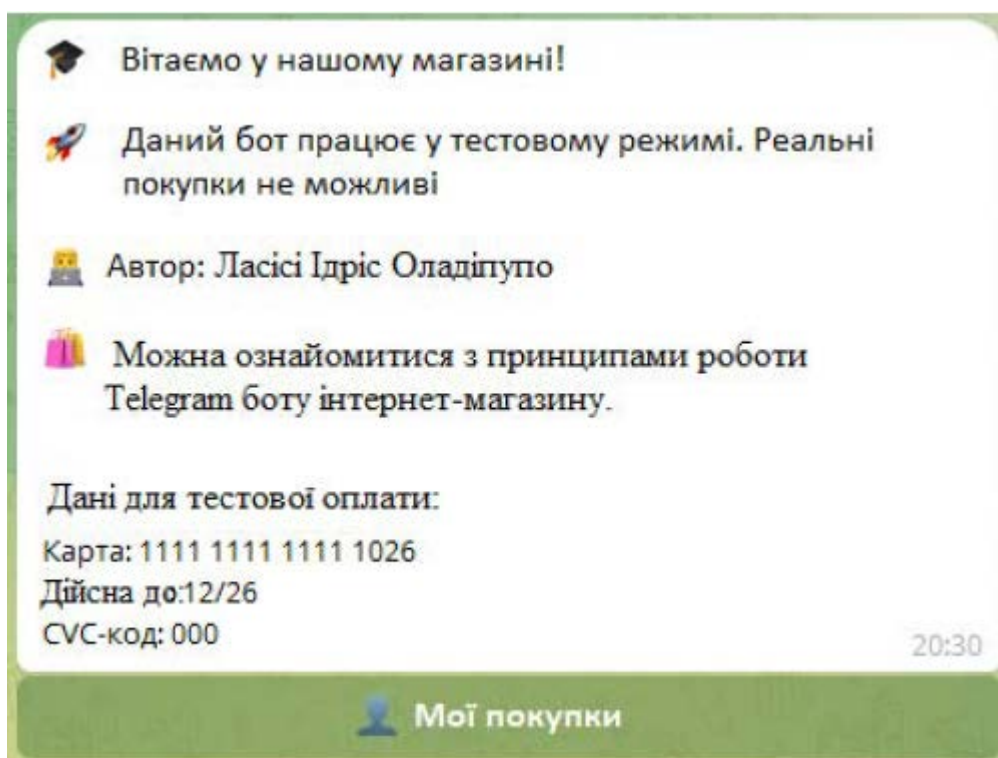 Вітаємо у нашому магазині!
Даний бот працює у тестовому режимі. Реальні
покупки не можливі
Автор: Ласісі Ідріс Оладіпупо
Можна ознайомитися з принципами роботи
Telegram боту інтернет-магазину.
Дані для тестової оплати:
Карта: 1111 1111 1111 1026
Дійсна до:12/26
CVC-код: 000
20:30
Мої покупки